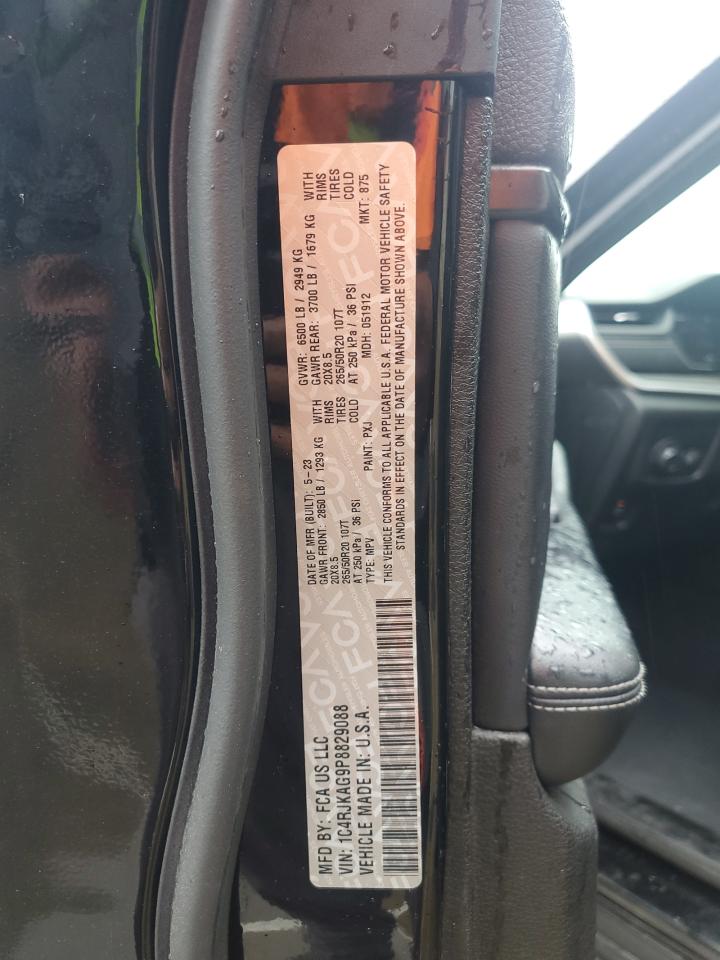 MFD BY: FCA US LLC
VIN: 1C4RJKAG9P8829088
VEHICLE MADE IN: U.S.A.
DATE OF MFR (BUILT): 5-23 GVWR: 6500 LB / 2949 KG
GAWR FRONT: 2850 LB / 1293 KG WITH GAWR REAR: 3700 LB / 1679 KG WITH
20X8.5 RIMS 20X8.5 RIMS
265/50R20 107T TIRES 265/50R20 107T TIRES
AT 250 kPa / 36 PSI COLD AT 250 kPa / 36 PSI COLD
TYPE: MPV PAINT: PXJ MDH: 051912 MKT: 875
THIS VEHICLE CONFORMS TO ALL APPLICABLE U.S.A. FEDERAL MOTOR VEHICLE SAFETY
STANDARDS IN EFFECT ON THE DATE OF MANUFACTURE SHOWN ABOVE.